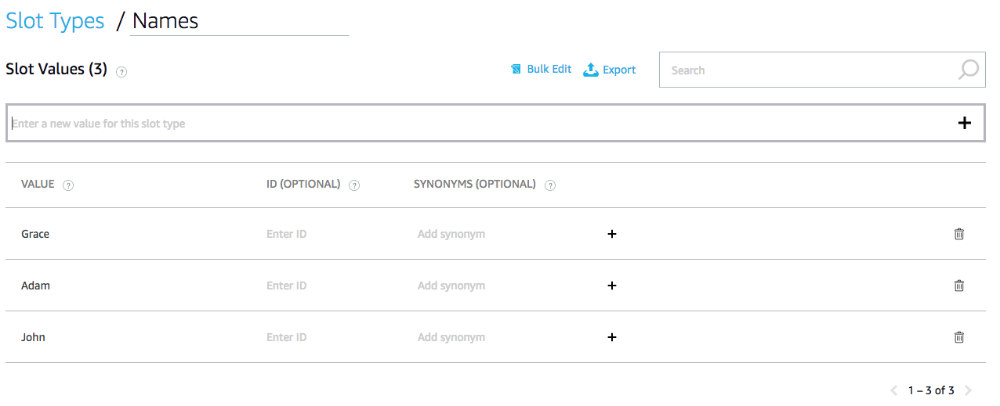 Slot Types / Names
Slot Values (3) ?
Bulk Edit Export Search
Enter a new value for this slot type +
VALUE ? ID (OPTIONAL) ? SYNONYMS (OPTIONAL) ?
Grace Enter ID Add synonym +
Adam Enter ID Add synonym +
John Enter ID Add synonym +
< 1 – 3 of 3 >